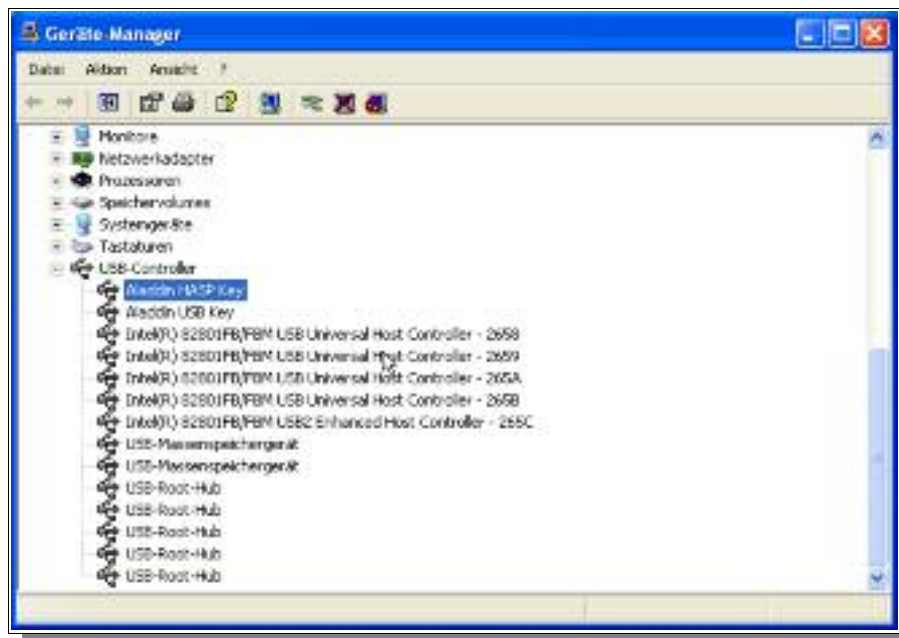 Geräte-Manager
Datei Aktion Ansicht ?
Monitore
Netzwerkadapter
Prozessoren
Speichervolumes
Systemgeräte
Tastaturen
USB-Controller
Aladdin HASP Key
Aladdin USB Key
Intel(R) 82801FB/FBM USB Universal Host Controller - 2658
Intel(R) 82801FB/FBM USB Universal Host Controller - 2659
Intel(R) 82801FB/FBM USB Universal Host Controller - 265A
Intel(R) 82801FB/FBM USB Universal Host Controller - 265B
Intel(R) 82801FB/FBM USB2 Enhanced Host Controller - 265C
USB-Massenspeichergerät
USB-Massenspeichergerät
USB-Root-Hub
USB-Root-Hub
USB-Root-Hub
USB-Root-Hub
USB-Root-Hub